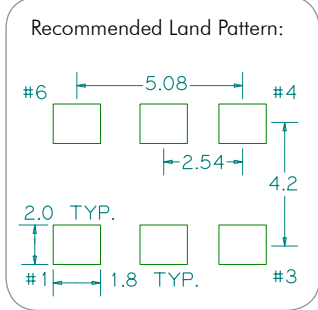 Recommended Land Pattern:
5.08
#6
#4
2.54
4.2
2.0 TYP.
#1
1.8 TYP.
#3